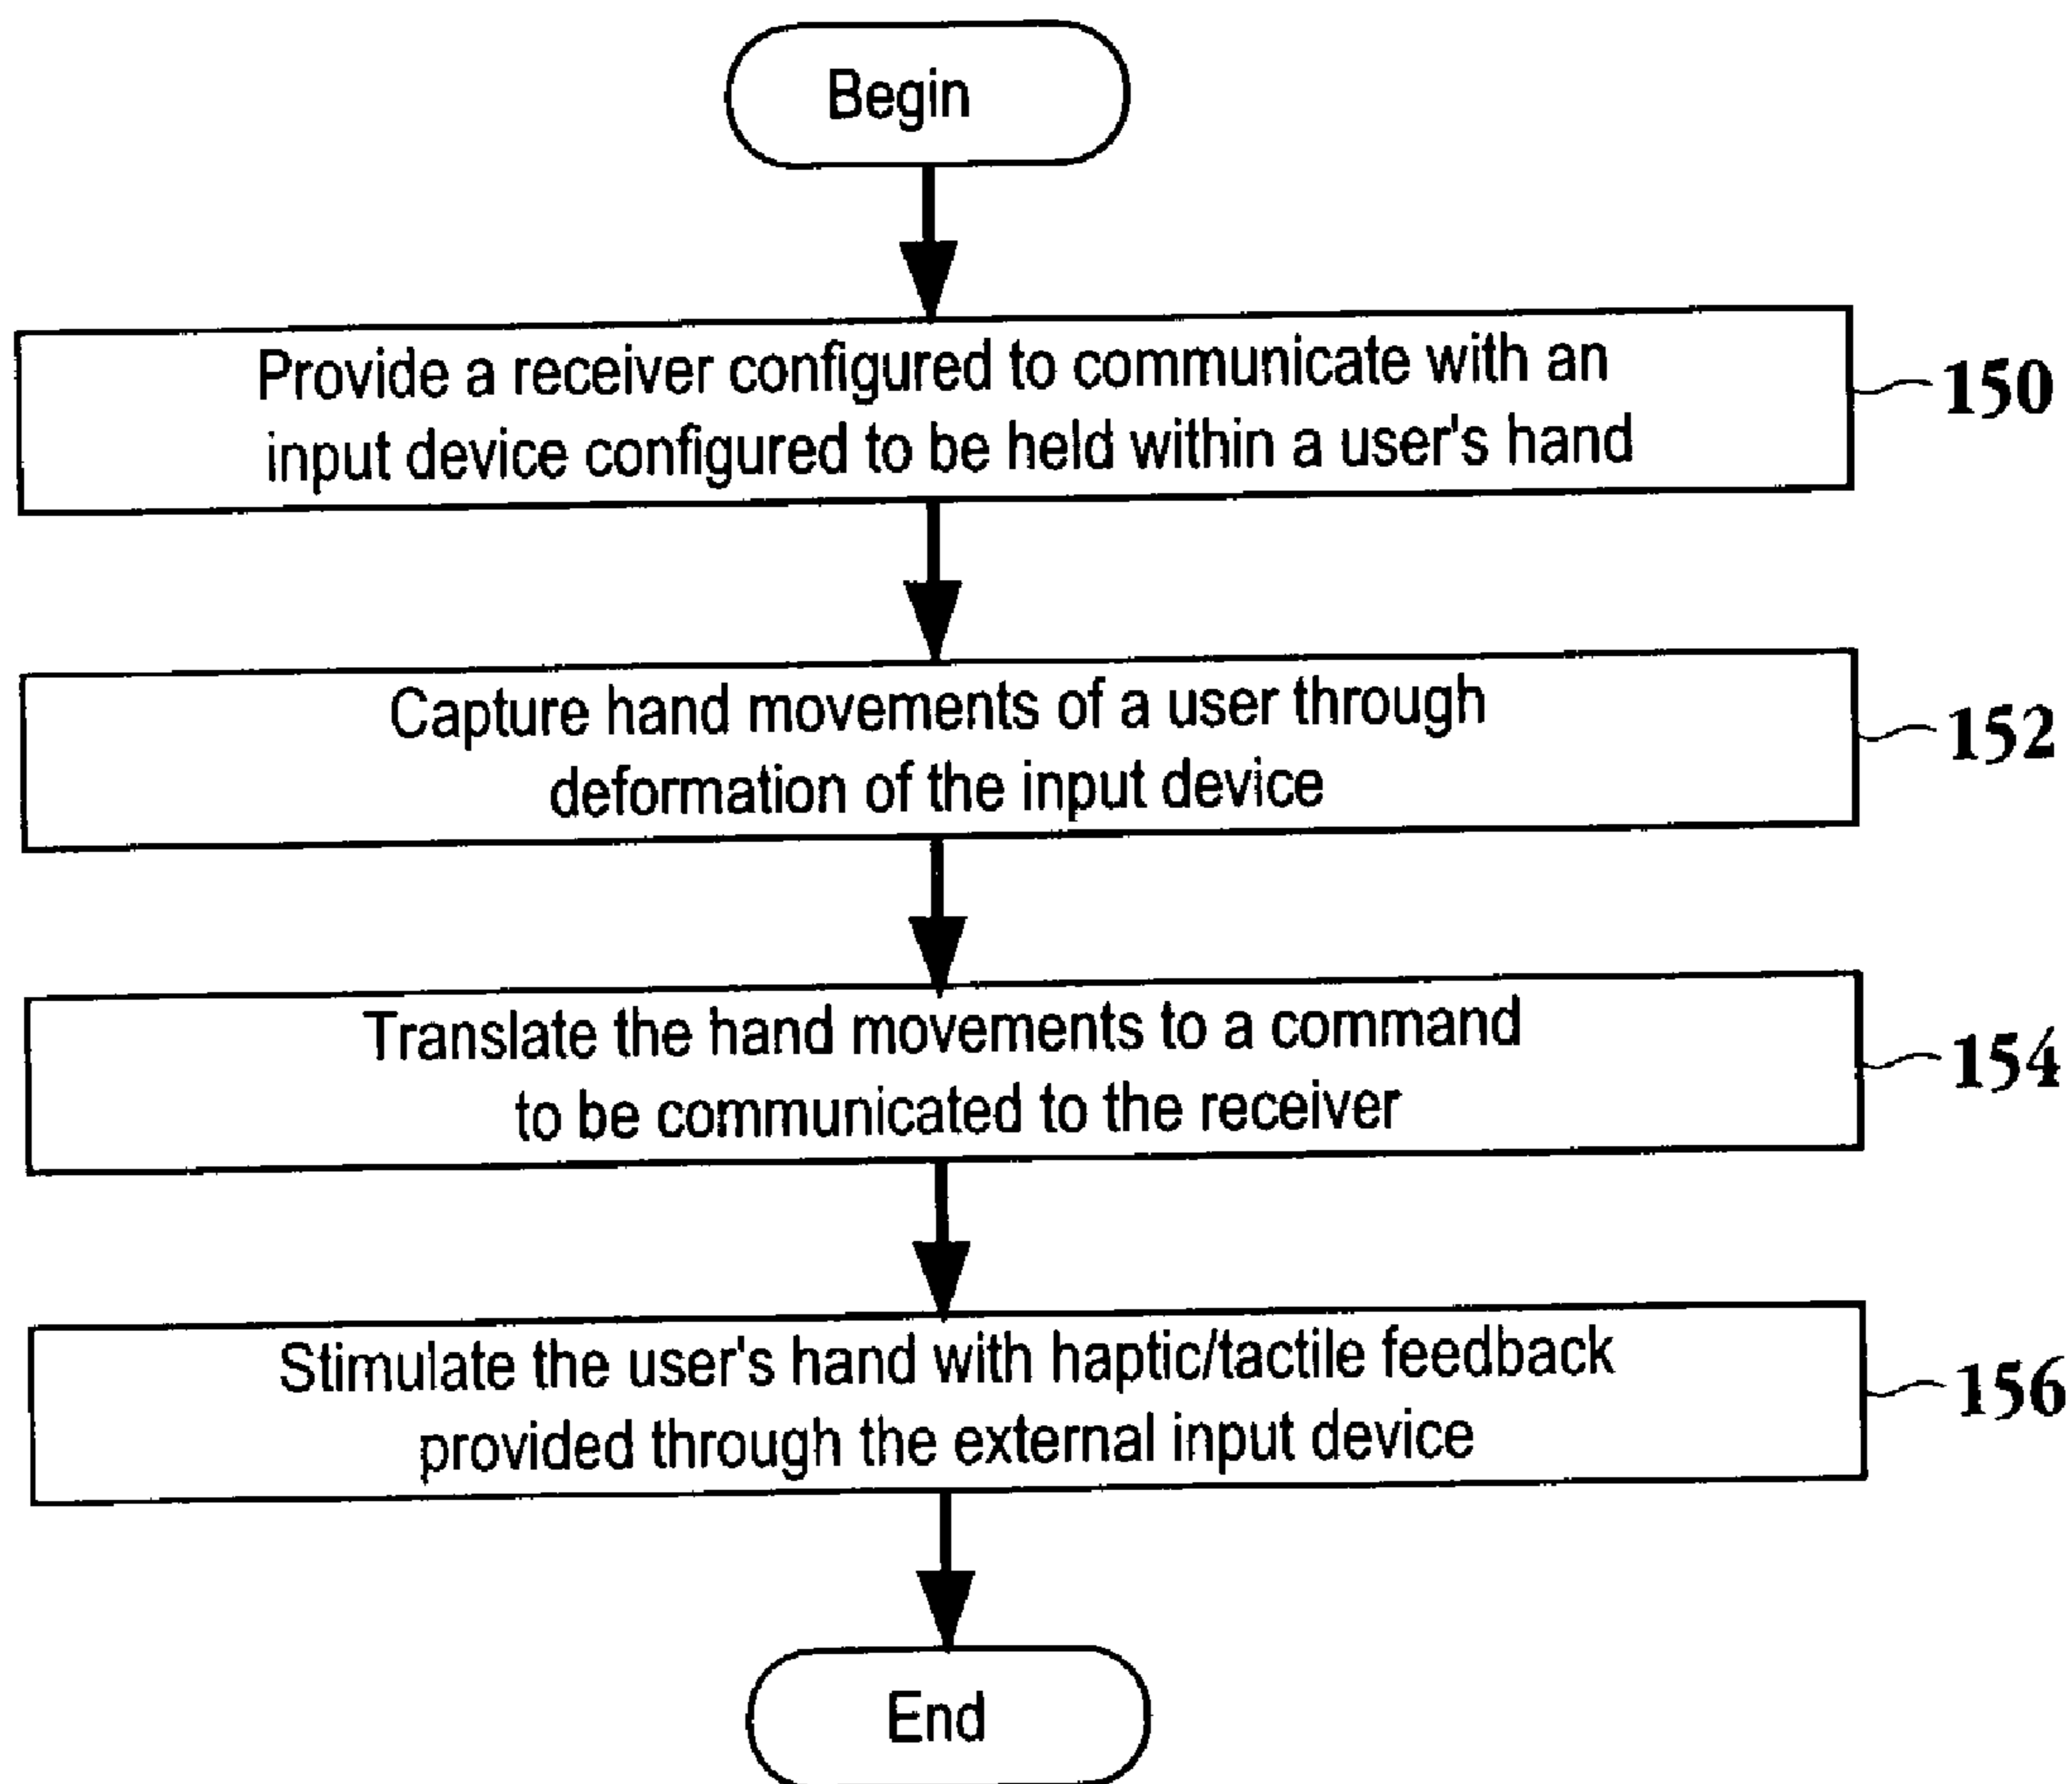 Begin
Provide a receiver configured to communicate with an
input device configured to be held within a user's hand
150
Capture hand movements of a user through
deformation of the input device
152
Translate the hand movements to a command
to be communicated to the receiver
154
Stimulate the user's hand with haptic/tactile feedback
provided through the external input device
156
End